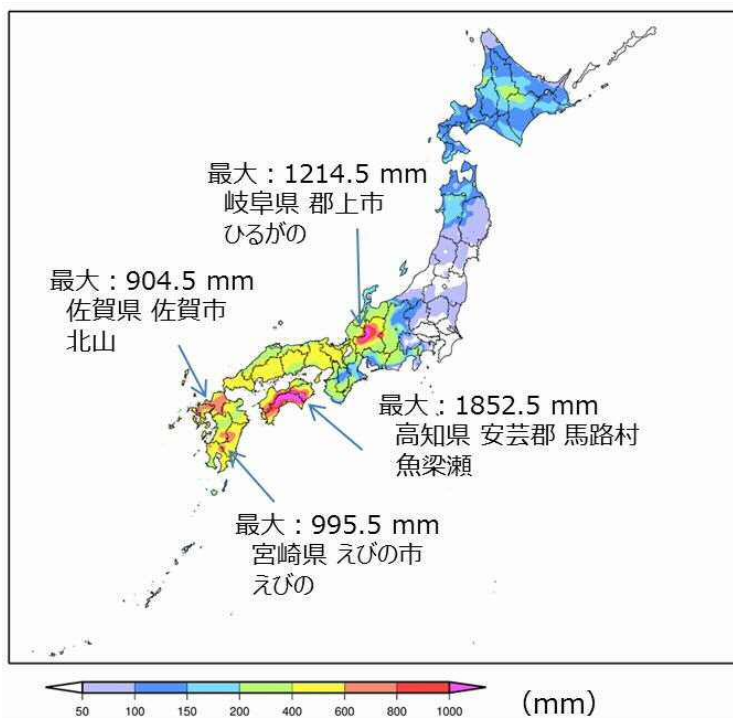 最大：1214.5 mm
岐阜県 郡上市
ひるがの
最大：904.5 mm
佐賀県 佐賀市
北山
最大：1852.5 mm
高知県 安芸郡 馬路村
魚梁瀬
最大：995.5 mm
宮崎県 えびの市
えびの
50 100 150 200 400 600 800 1000 (mm)